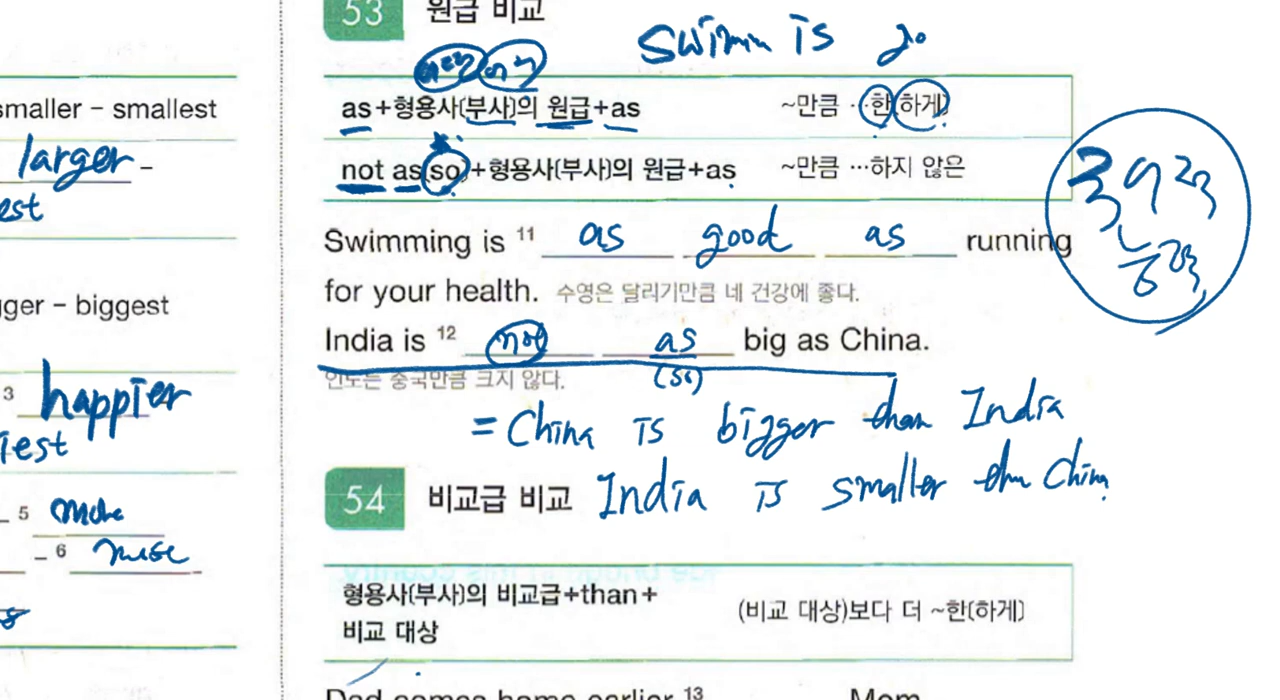 smaller – smallest
larger –
est
gger – biggest
3 happier
iest
5 more
6
53 원급 비교
Swimm is go
as+형용사(부사)의 원급+as ~만큼 …한(하게)
not as(so)+형용사(부사)의 원급+as ~만큼 …하지 않은
Swimming is 11 as good as running
for your health. 수영은 달리기만큼 네 건강에 좋다.
India is 12 not as big as China.
(so)
인도는 중국만큼 크지 않다.
= China is bigger than India
54 비교급 비교 India is smaller than China
형용사(부사)의 비교급+than+
비교 대상
(비교 대상)보다 더 ~한(하게)
Dad comes home earlier 13 Mom